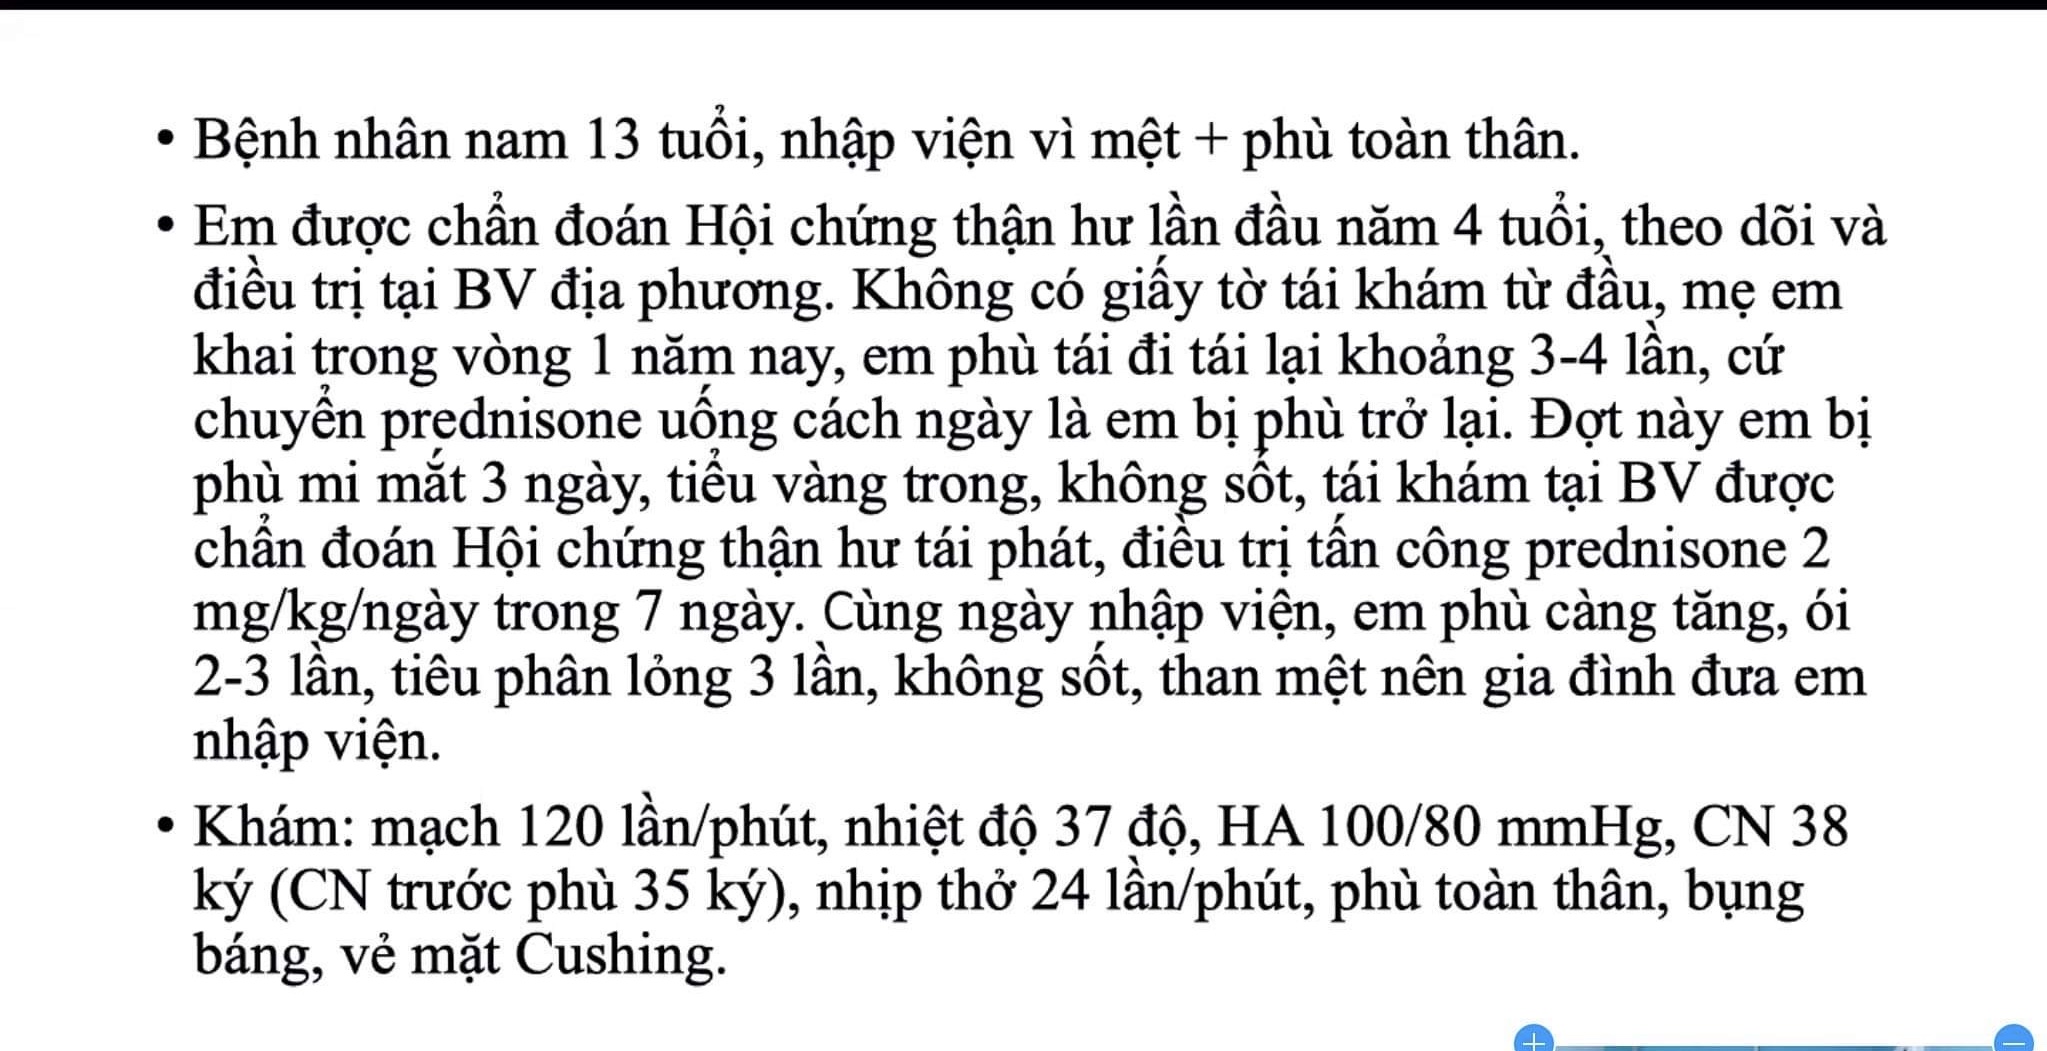 • Bệnh nhân nam 13 tuổi, nhập viện vì mệt + phù toàn thân.
• Em được chẩn đoán Hội chứng thận hư lần đầu năm 4 tuổi, theo dõi và
điều trị tại BV địa phương. Không có giấy tờ tái khám từ đầu, mẹ em
khai trong vòng 1 năm nay, em phù tái đi tái lại khoảng 3-4 lần, cứ
chuyển prednisone uống cách ngày là em bị phù trở lại. Đợt này em bị
phù mi mắt 3 ngày, tiểu vàng trong, không sốt, tái khám tại BV được
chẩn đoán Hội chứng thận hư tái phát, điều trị tấn công prednisone 2
mg/kg/ngày trong 7 ngày. Cùng ngày nhập viện, em phù càng tăng, ói
2-3 lần, tiêu phân lỏng 3 lần, không sốt, than mệt nên gia đình đưa em
nhập viện.
• Khám: mạch 120 lần/phút, nhiệt độ 37 độ, HA 100/80 mmHg, CN 38
ký (CN trước phù 35 ký), nhịp thở 24 lần/phút, phù toàn thân, bụng
báng, vẻ mặt Cushing.